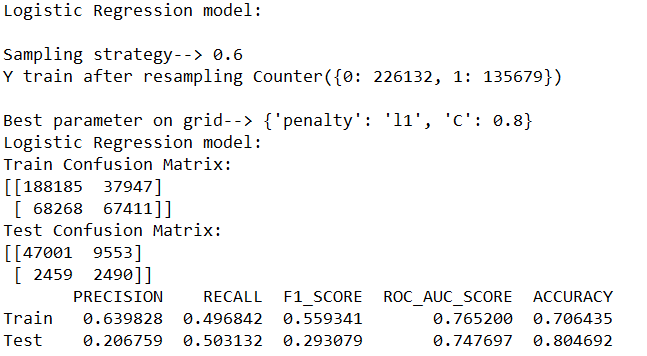 Logistic Regression model:
Sampling strategy--> 0.6
Y train after resampling Counter({0: 226132, 1: 135679})
Best parameter on grid--> {'penalty': 'l1', 'C': 0.8}
Logistic Regression model:
Train Confusion Matrix:
[[188185  37947]
 [ 68268  67411]]
Test Confusion Matrix:
[[47001  9553]
 [ 2459  2490]]
PRECISION RECALL F1_SCORE ROC_AUC_SCORE ACCURACY
Train 0.639828 0.496842 0.559341 0.765200 0.706435
Test 0.206759 0.503132 0.293079 0.747697 0.804692